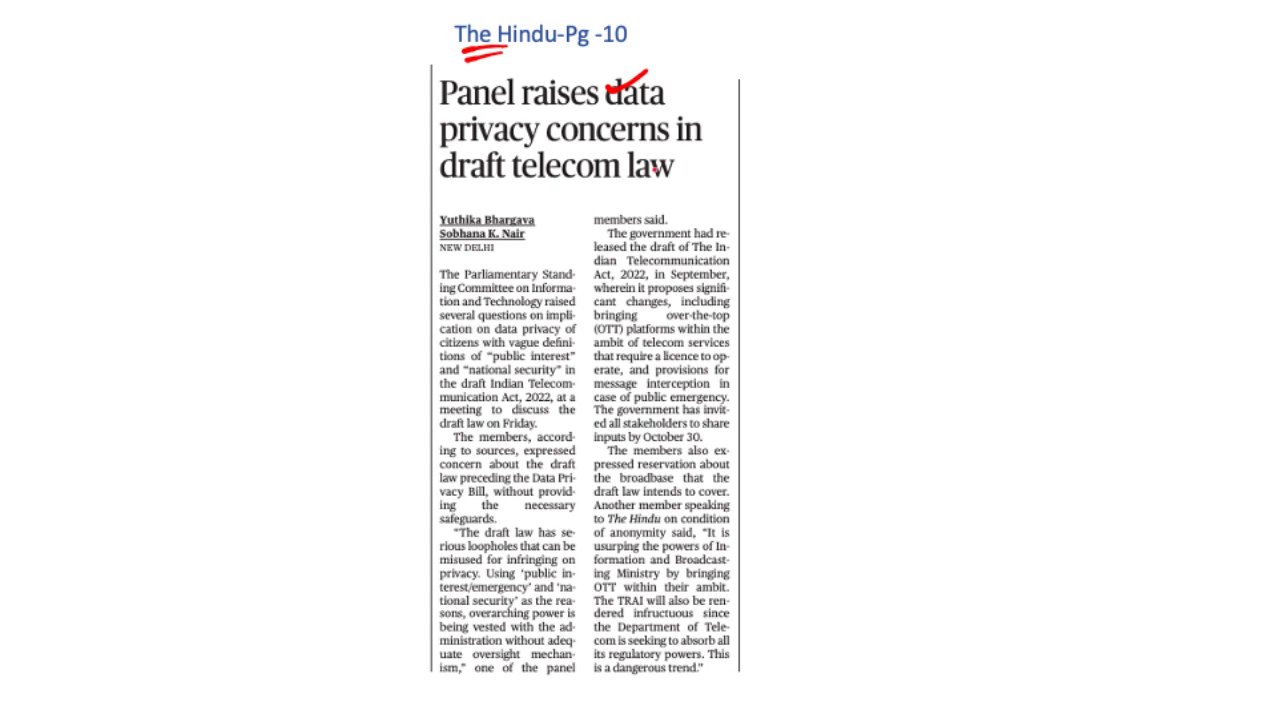 The Hindu-Pg -10
Panel raises data
privacy concerns in
draft telecom law
Yuthika Bhargava
Sobhana K. Nair
NEW DELHI
The Parliamentary Stand-
ing Committee on Informa-
tion and Technology raised
several questions on impli-
cation on data privacy of
citizens with vague defini-
tions of “public interest”
and “national security” in
the draft Indian Telecom-
munication Act, 2022, at a
meeting to discuss the
draft law on Friday.
The members, accord-
ing to sources, expressed
concern about the draft
law preceding the Data Pri-
vacy Bill, without provid-
ing the necessary
safeguards.
“The draft law has se-
rious loopholes that can be
misused for infringing on
privacy. Using ‘public in-
terest/emergency’ and ‘na-
tional security’ as the rea-
sons, overarching power is
being vested with the ad-
ministration without adeq-
uate oversight mechan-
ism,” one of the panel
members said.
The government had re-
leased the draft of The In-
dian Telecommunication
Act, 2022, in September,
wherein it proposes signifi-
cant changes, including
bringing over-the-top
(OTT) platforms within the
ambit of telecom services
that require a licence to op-
erate, and provisions for
message interception in
case of public emergency.
The government has invit-
ed all stakeholders to share
inputs by October 30.
The members also ex-
pressed reservation about
the broadbase that the
draft law intends to cover.
Another member speaking
to The Hindu on condition
of anonymity said, “It is
usurping the powers of In-
formation and Broadcast-
ing Ministry by bringing
OTT within their ambit.
The TRAI will also be ren-
dered infructuous since
the Department of Tele-
com is seeking to absorb all
its regulatory powers. This
is a dangerous trend.”